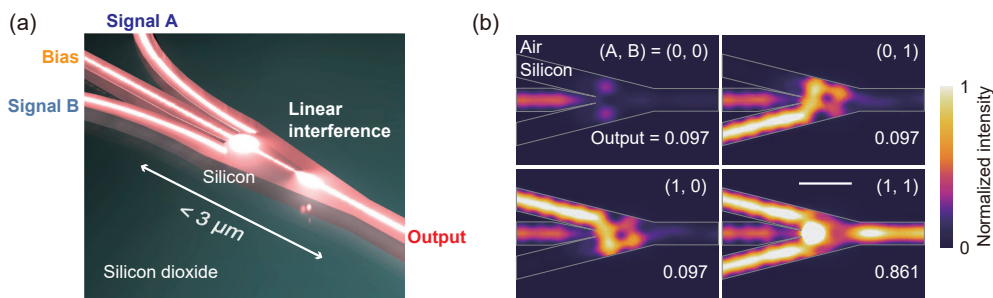 (a)
Signal A
Bias
Signal B
Linear
interference
Silicon
< 3 μm
Output
Silicon dioxide
(b)
Air
Silicon
(A, B) = (0, 0)
Output = 0.097
(0, 1)
0.097
(1, 0)
0.097
(1, 1)
0.861
1
0
Normalized intensity